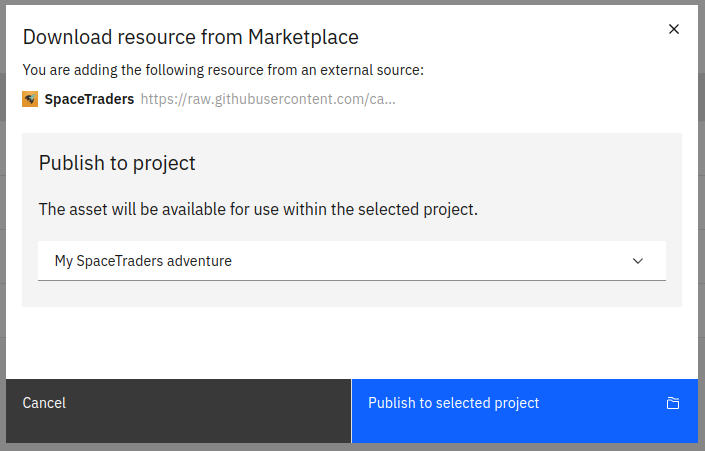 Download resource from Marketplace
You are adding the following resource from an external source:
SpaceTraders https://raw.githubusercontent.com/ca...
Publish to project
The asset will be available for use within the selected project.
My SpaceTraders adventure
Cancel
Publish to selected project